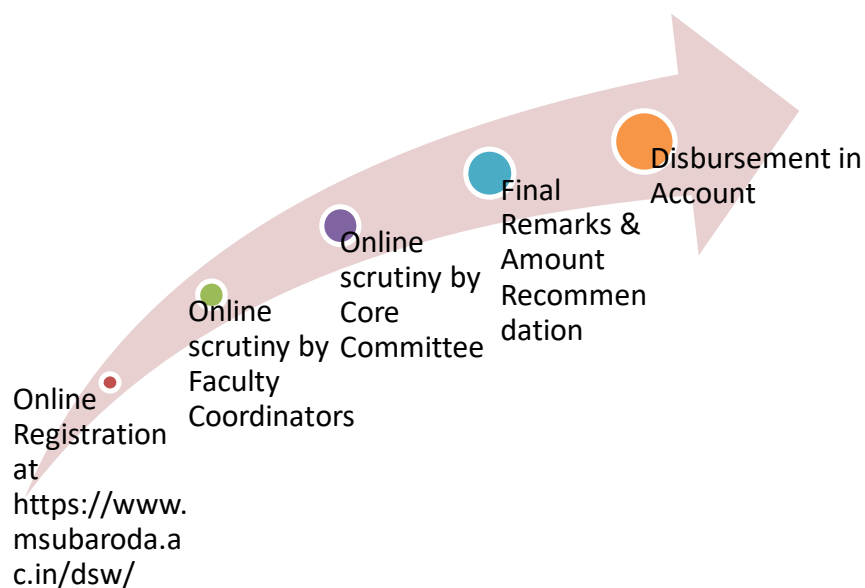 Online
Registration
at
https://www.
msubaroda.a
c.in/dsw/
Online
scrutiny by
Faculty
Coordinators
Online
scrutiny by
Core
Committee
Final
Remarks &
Amount
Recommen
dation
Disbursement in
Account